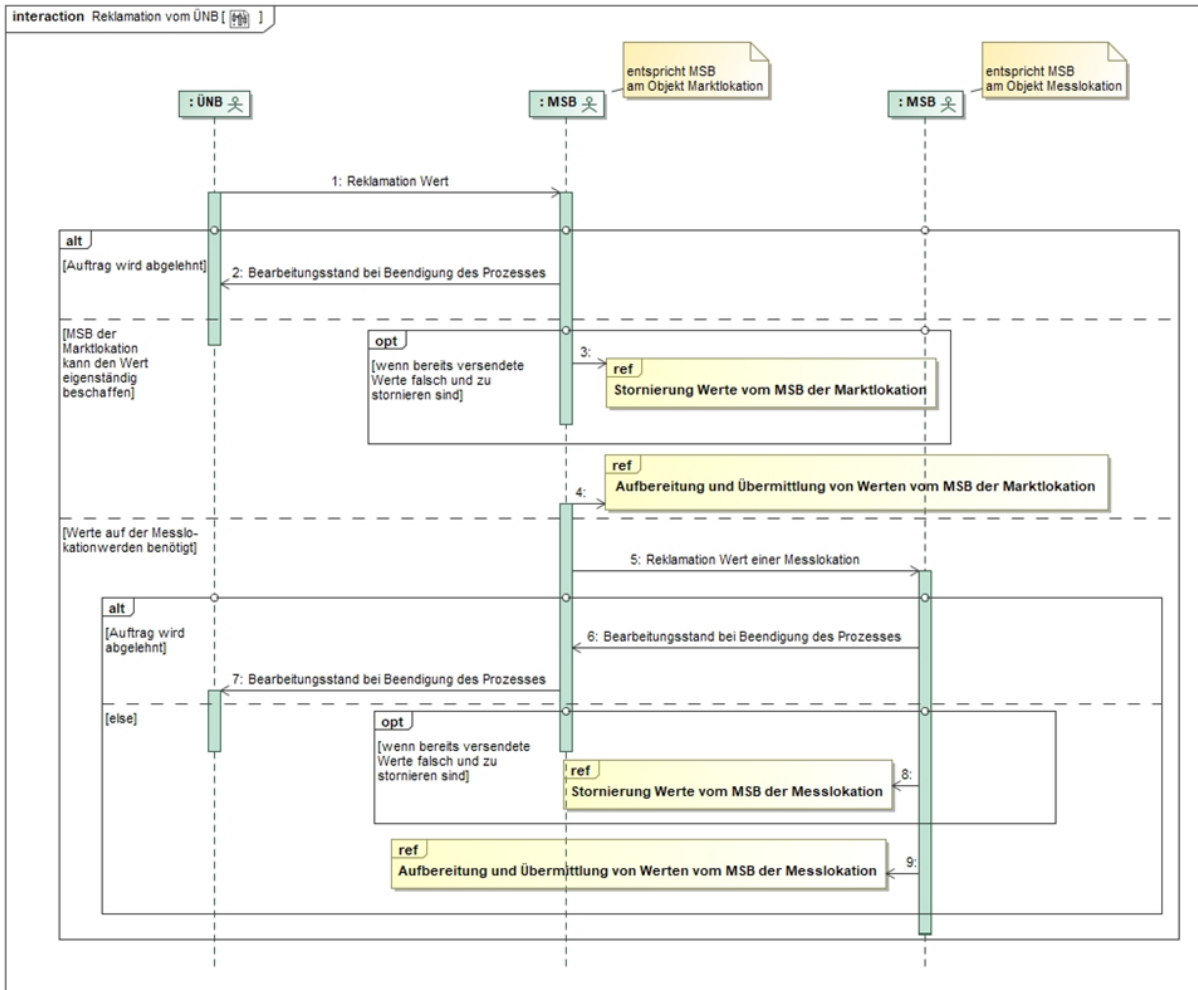 interaction Reklamation vom ÜNB [ ]
entspricht MSB
am Objekt Marktlokation
entspricht MSB
am Objekt Messlokation
: ÜNB
: MSB
: MSB
1: Reklamation Wert
alt
[Auftrag wird abgelehnt]
2: Bearbeitungsstand bei Beendigung des Prozesses
[MSB der
Marktlokation
kann den Wert
eigenständig
beschaffen]
opt
[wenn bereits versendete
Werte falsch und zu
stornieren sind]
3:
ref
Stornierung Werte vom MSB der Marktlokation
ref
4:
Aufbereitung und Übermittlung von Werten vom MSB der Marktlokation
[Werte auf der Messlo-
kationwerden benötigt]
5: Reklamation Wert einer Messlokation
alt
[Auftrag wird
abgelehnt]
6: Bearbeitungsstand bei Beendigung des Prozesses
7: Bearbeitungsstand bei Beendigung des Prozesses
[else]
opt
[wenn bereits versendete
Werte falsch und zu
stornieren sind]
ref
8:
Stornierung Werte vom MSB der Messlokation
ref
9:
Aufbereitung und Übermittlung von Werten vom MSB der Messlokation